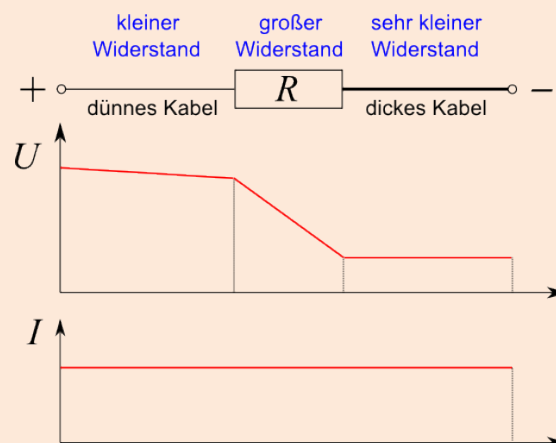 kleiner großer sehr kleiner
Widerstand Widerstand Widerstand
+ R −
dünnes Kabel dickes Kabel
U
I